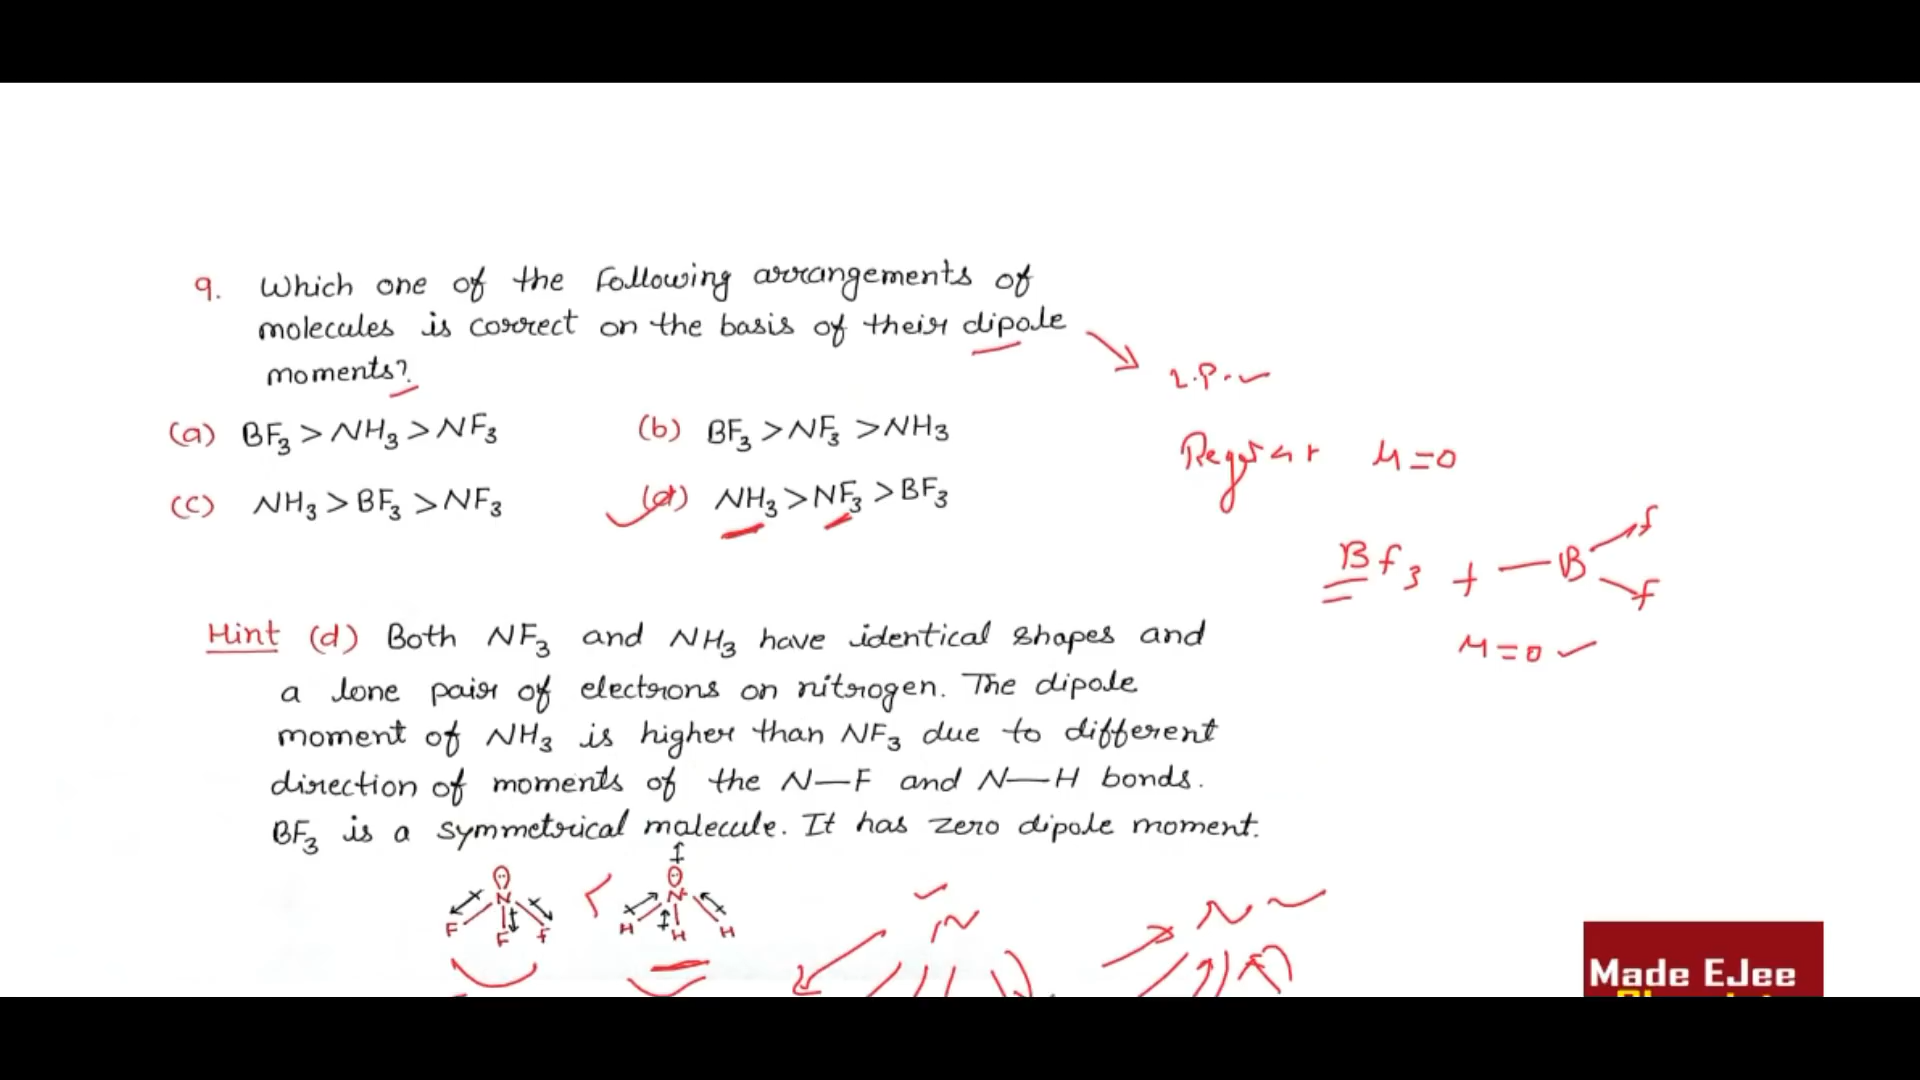 9. Which one of the following arrangements of
molecules is correct on the basis of their dipole
moments?
(a) BF₃ > NH₃ > NF₃ (b) BF₃ > NF₃ > NH₃
(c) NH₃ > BF₃ > NF₃ (d) NH₃ > NF₃ > BF₃
L.P.
μ=0
Bf₃ f — B f f
μ=0
Hint (d) Both NF₃ and NH₃ have identical shapes and
a lone pair of electrons on nitrogen. The dipole
moment of NH₃ is higher than NF₃ due to different
direction of moments of the N—F and N—H bonds.
BF₃ is a symmetrical malecule. It has zero dipole moment.
N F F F < N H H H
N N
Made EJee